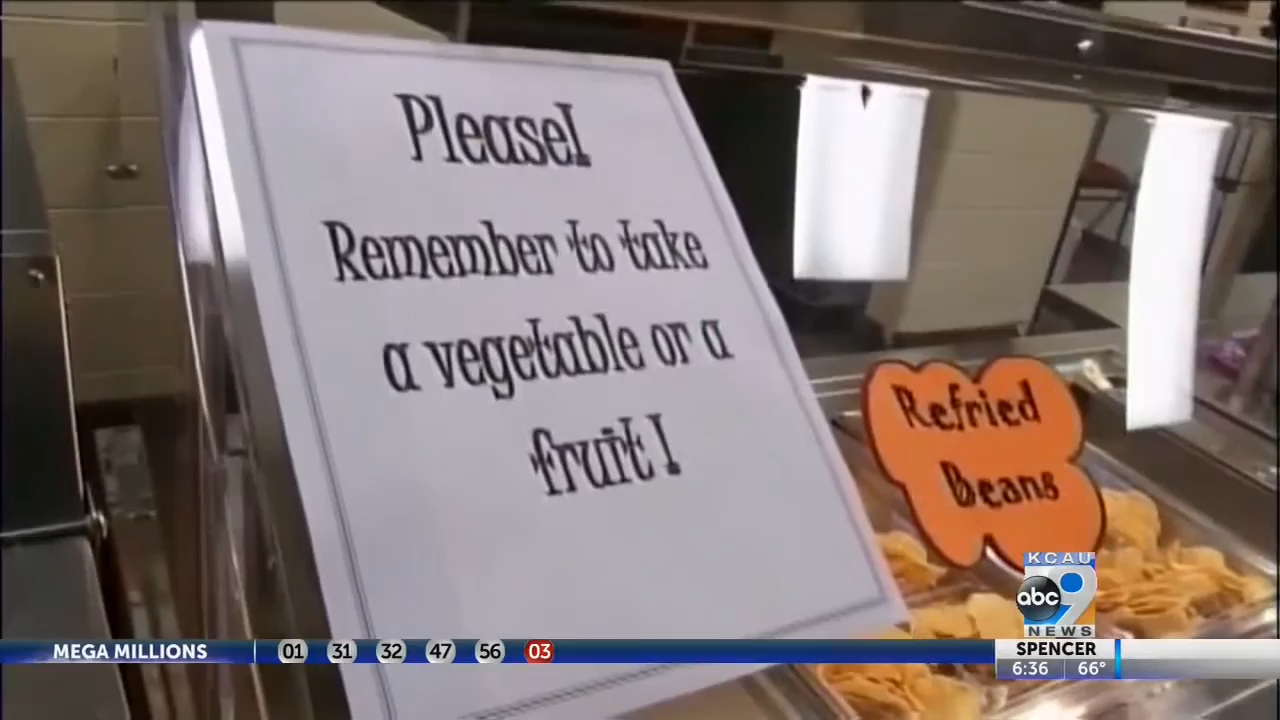 Please!
Remember to take
a vegetable or a
fruit!
Refried
Beans
KCAU
abc 9
NEWS
MEGA MILLIONS 01 31 32 47 56 03
SPENCER
6:36 66°